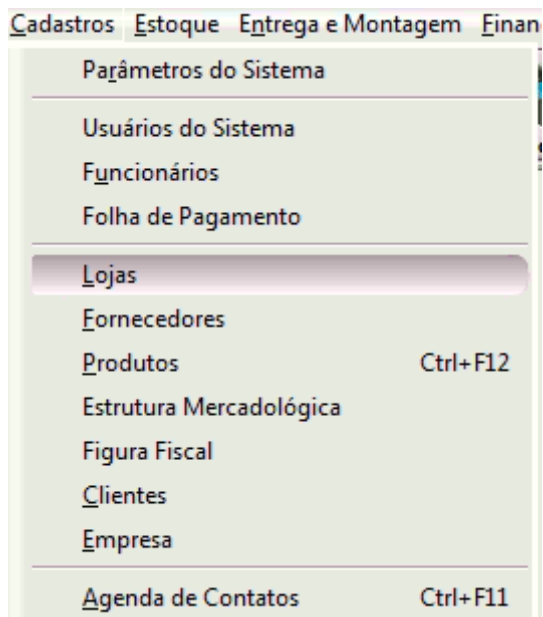 Cadastros Estoque Entrega e Montagem Finan
Parâmetros do Sistema
Usuários do Sistema
Funcionários
Folha de Pagamento
Lojas
Fornecedores
Produtos Ctrl+F12
Estrutura Mercadológica
Figura Fiscal
Clientes
Empresa
Agenda de Contatos Ctrl+F11